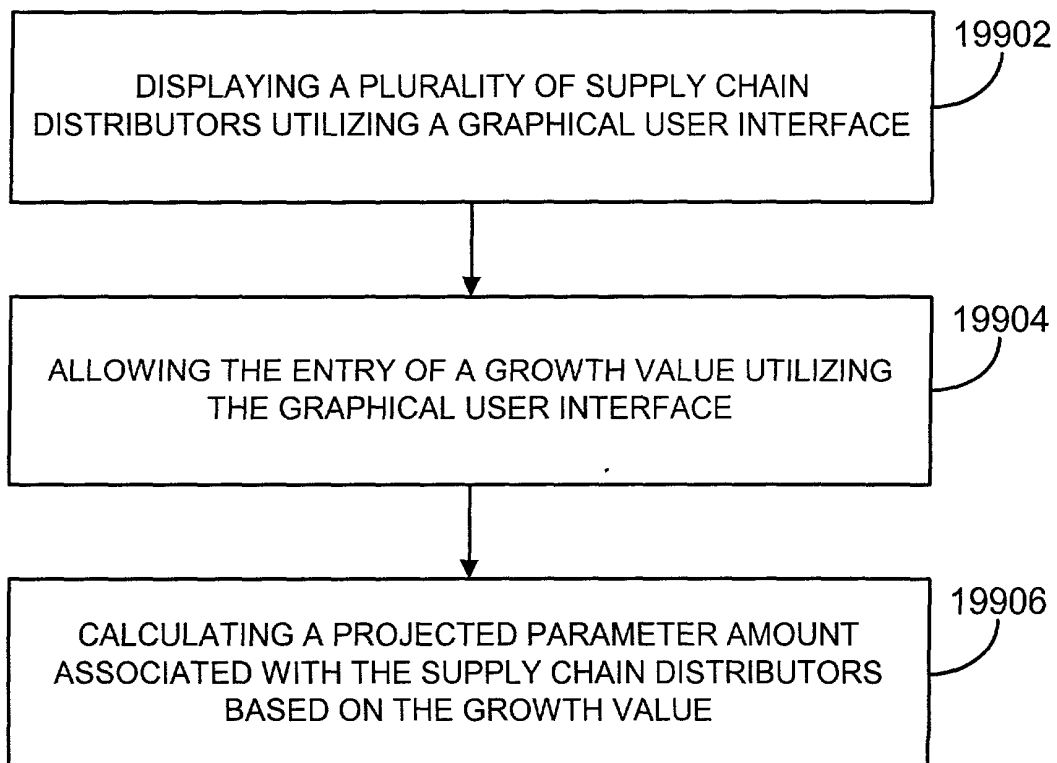 19902
DISPLAYING A PLURALITY OF SUPPLY CHAIN
DISTRIBUTORS UTILIZING A GRAPHICAL USER INTERFACE
19904
ALLOWING THE ENTRY OF A GROWTH VALUE UTILIZING
THE GRAPHICAL USER INTERFACE
19906
CALCULATING A PROJECTED PARAMETER AMOUNT
ASSOCIATED WITH THE SUPPLY CHAIN DISTRIBUTORS
BASED ON THE GROWTH VALUE